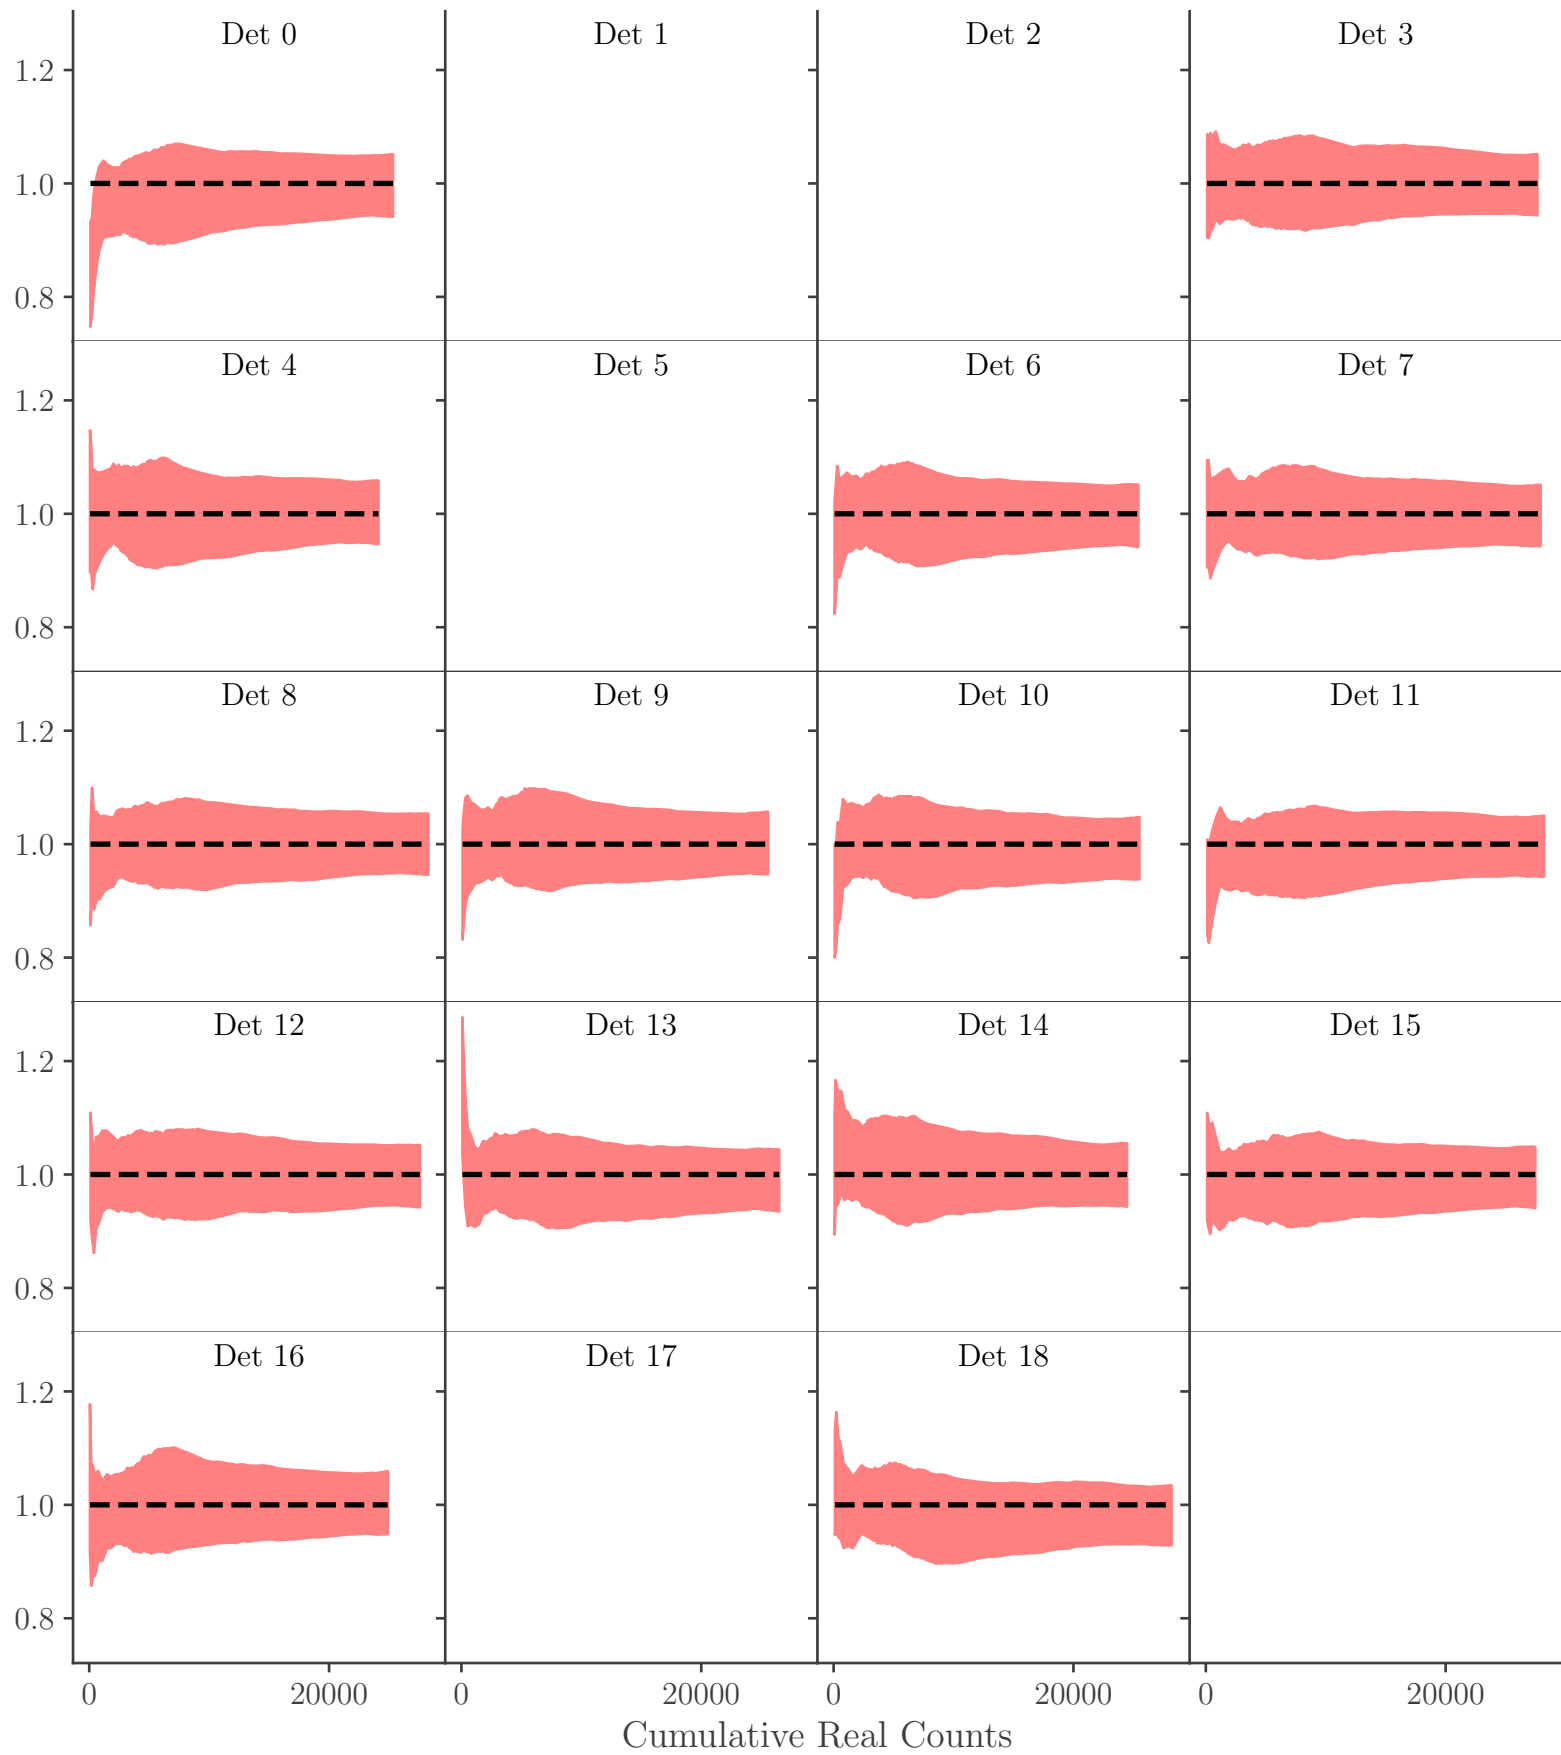 Det 0 Det 1 Det 2 Det 3
1.2
1.0
0.8
Det 4 Det 5 Det 6 Det 7
1.2
1.0
0.8
Det 8 Det 9 Det 10 Det 11
1.2
1.0
0.8
Det 12 Det 13 Det 14 Det 15
1.2
1.0
0.8
Det 16 Det 17 Det 18
1.2
1.0
0.8
0 20000 0 20000 0 20000 0 20000
Cumulative Real Counts